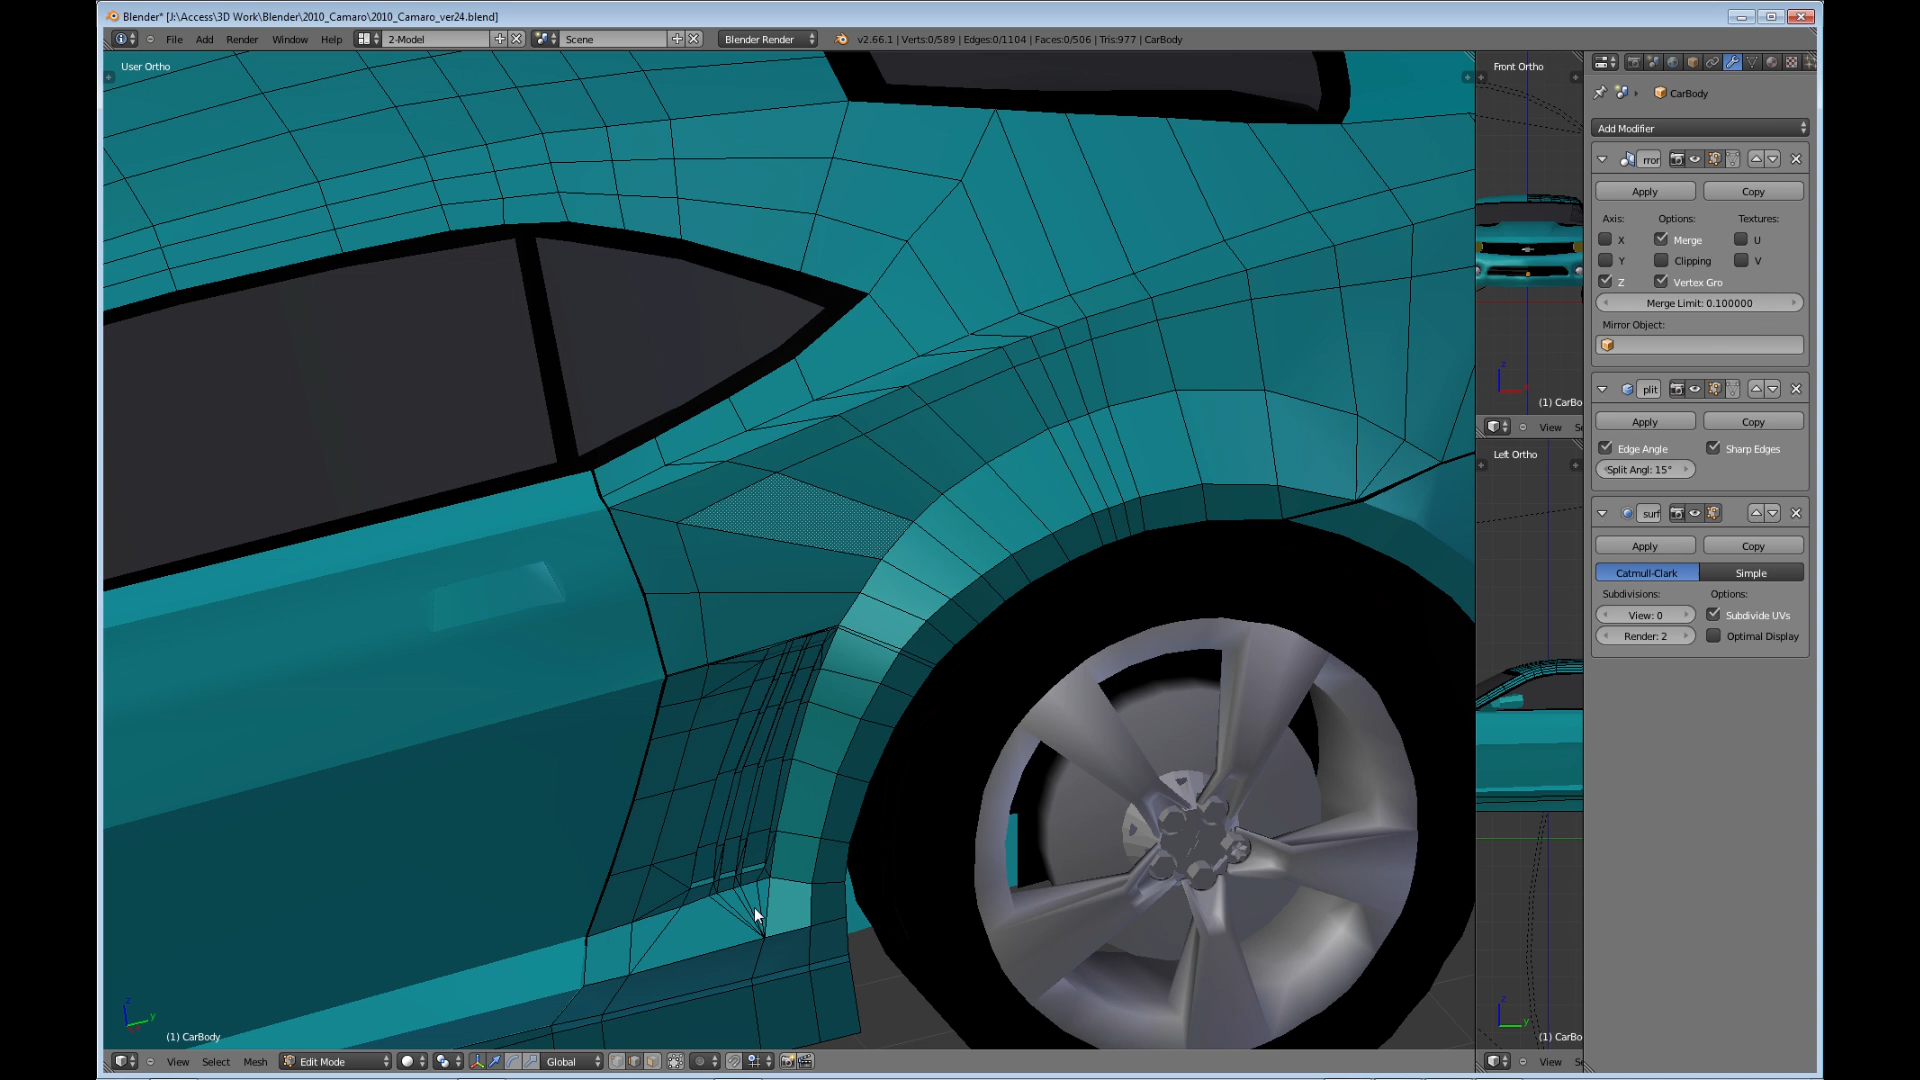 Blender* [J:\Access\3D Work\Blender\2010_Camaro\2010_Camaro_ver24.blend]
File Add Render Window Help 2-Model Scene Blender Render v2.66.1 | Verts:0/589 | Edges:0/1104 | Faces:0/506 | Tris:977 | CarBody
User Ortho
Front Ortho
CarBody
Add Modifier
rror
Apply Copy
Axis: Options: Textures:
X Merge U
Y Clipping V
Z Vertex Gro
Merge Limit: 0.100000
Mirror Object:
plit
Apply Copy
Edge Angle Sharp Edges
Split Angl: 15°
surf
Apply Copy
Catmull-Clark Simple
Subdivisions: Options:
View: 0 Subdivide UVs
Render: 2 Optimal Display
(1) CarBo
View Se
Left Ortho
(1) CarBo
View Se
z
y
(1) CarBody
View Select Mesh Edit Mode Global